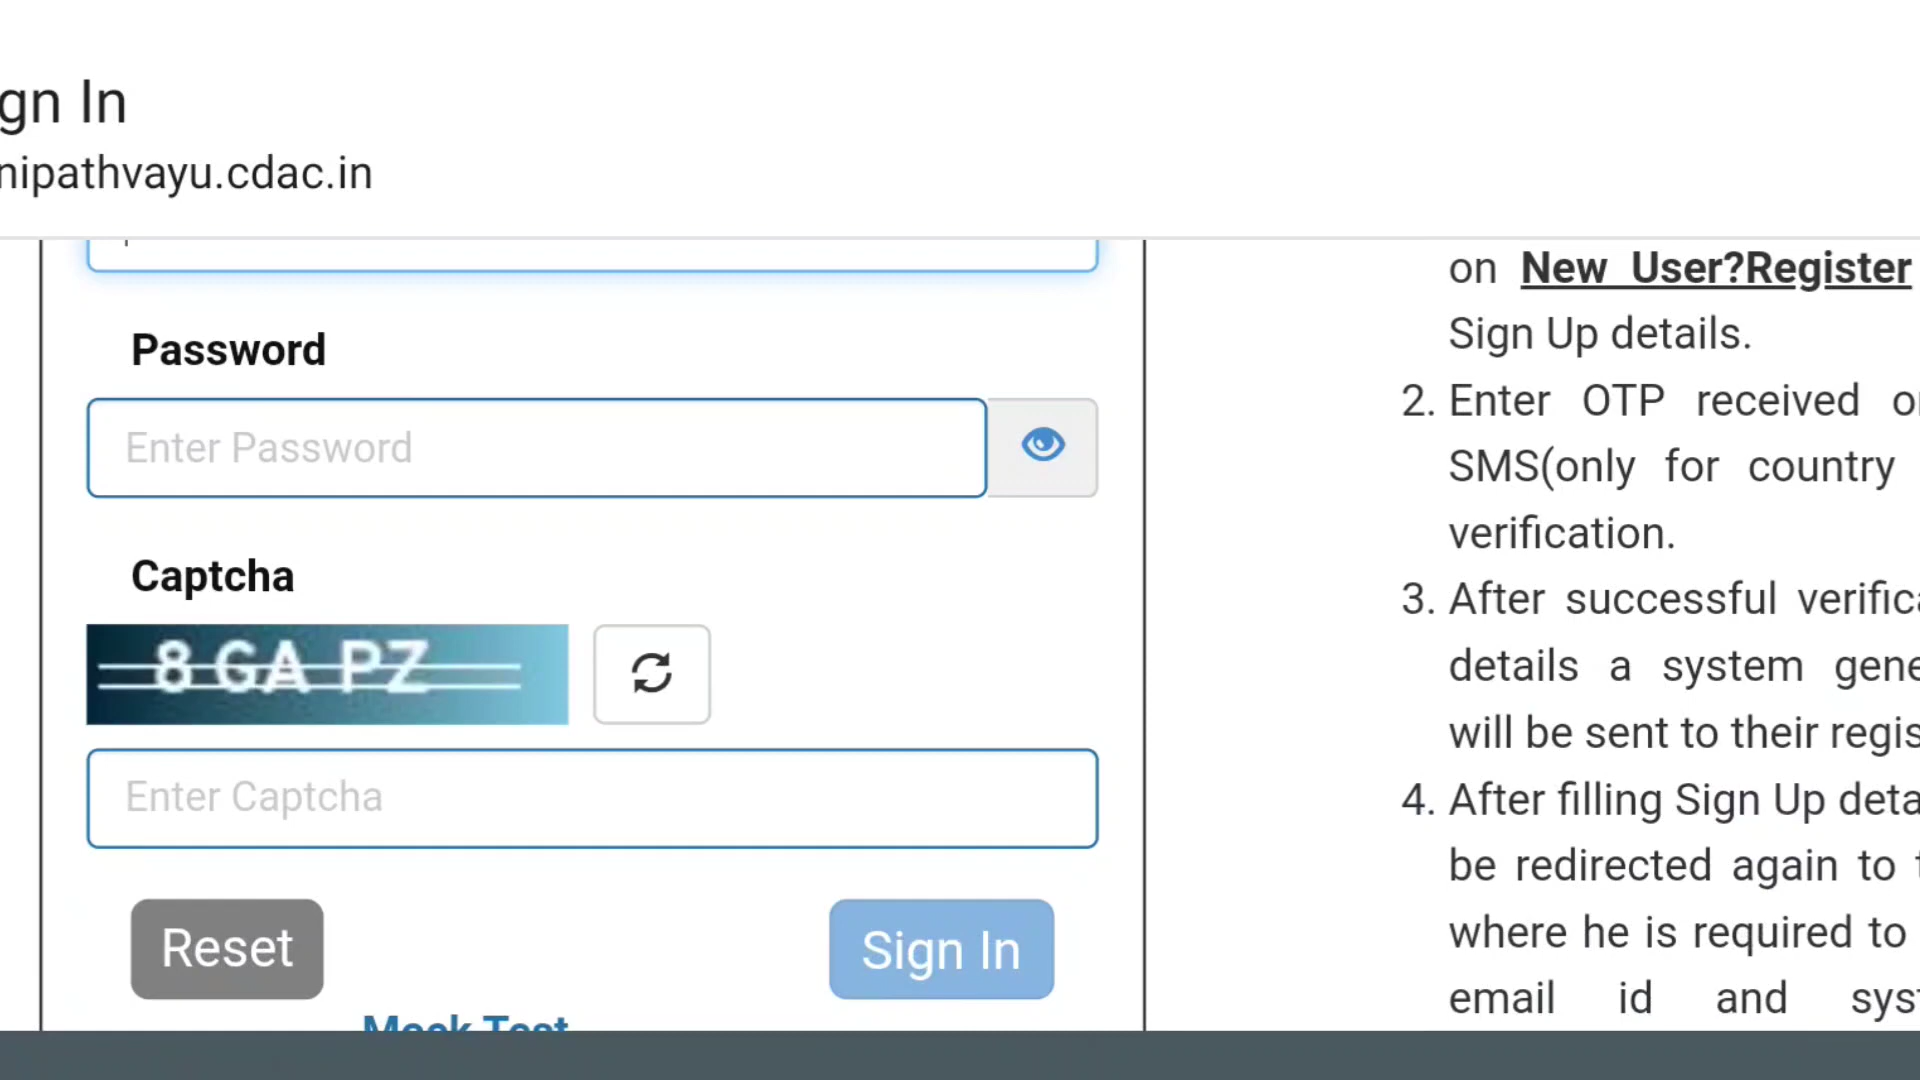 gn In
nipathvayu.cdac.in
Password
Enter Password
Captcha
8 GA PZ
Enter Captcha
Reset
Sign In
Mock Test
on New User?Register
Sign Up details.
2. Enter OTP received o
SMS(only for country
verification.
3. After successful verific
details a system gene
will be sent to their regis
4. After filling Sign Up deta
be redirected again to t
where he is required to
email id and syst